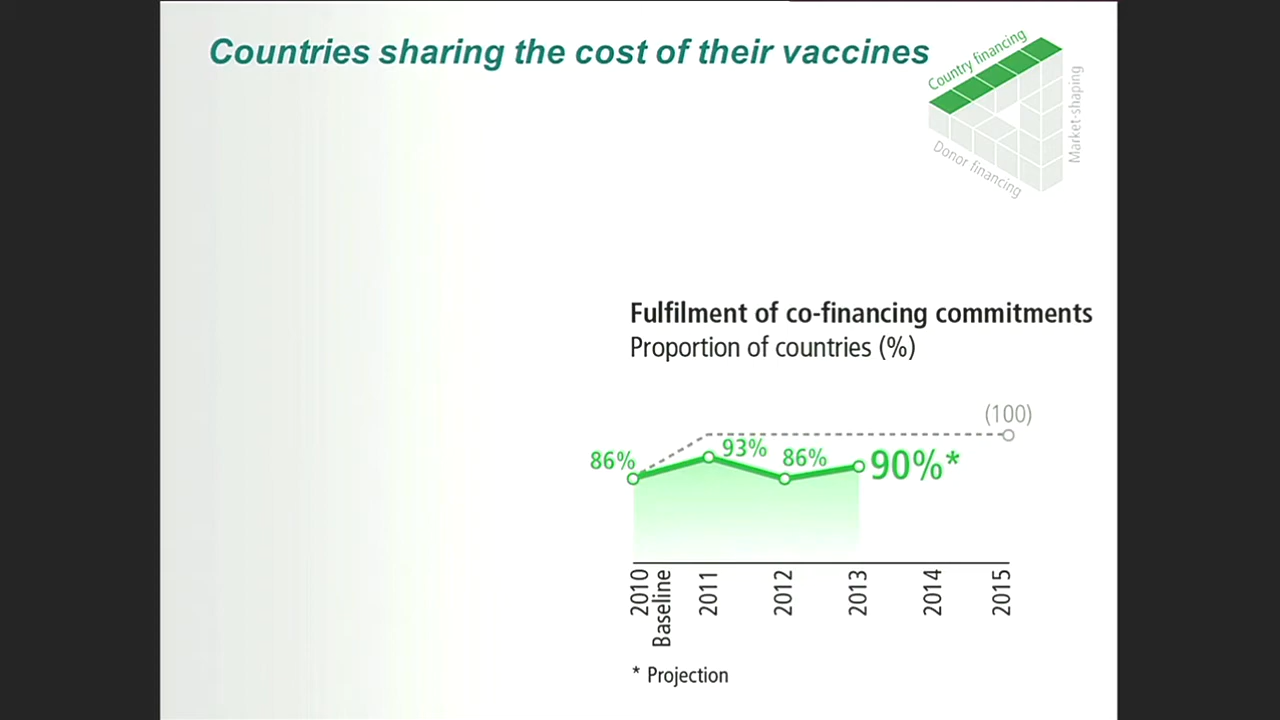 Countries sharing the cost of their vaccines
Country financing
Market-shaping
Donor financing
Fulfilment of co-financing commitments
Proportion of countries (%)
(100)
86%
93%
86%
90%*
2010
Baseline
2011
2012
2013
2014
2015
* Projection